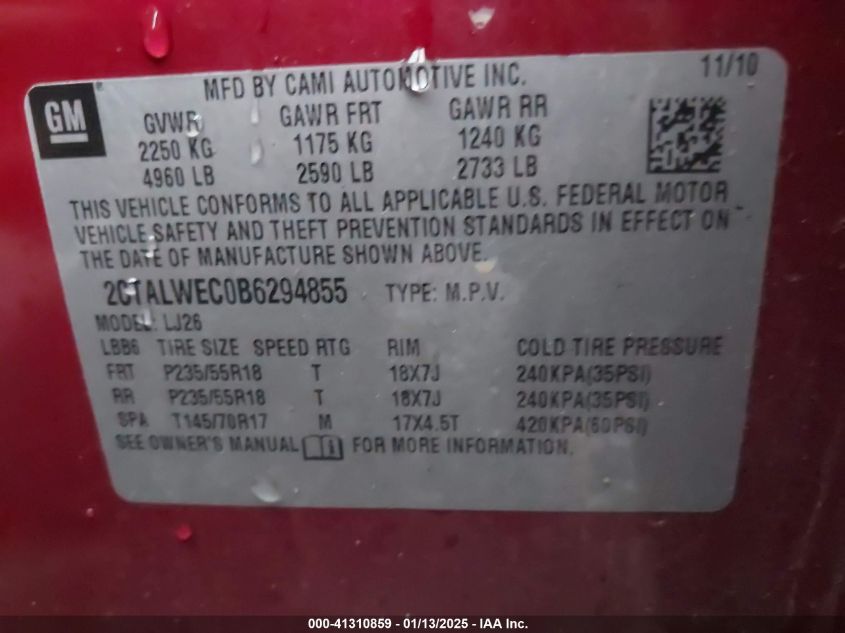 MFD BY CAMI AUTOMOTIVE INC. 11/10
GM
GVWR GAWR FRT GAWR RR
2250 KG 1175 KG 1240 KG
4960 LB 2590 LB 2733 LB
THIS VEHICLE CONFORMS TO ALL APPLICABLE U.S. FEDERAL MOTOR
VEHICLE SAFETY AND THEFT PREVENTION STANDARDS IN EFFECT ON
THE DATE OF MANUFACTURE SHOWN ABOVE.
2CTALWEC0B6294855 TYPE: M.P.V.
MODEL: LJ26
LBB6 TIRE SIZE SPEED RTG RIM COLD TIRE PRESSURE
FRT P235/55R18 T 18X7J 240KPA(35PSI)
RR P235/55R18 T 18X7J 240KPA(35PSI)
SPA T145/70R17 M 17X4.5T 420KPA(60PSI)
SEE OWNER'S MANUAL FOR MORE INFORMATION.
000-41310859 - 01/13/2025 - IAA Inc.